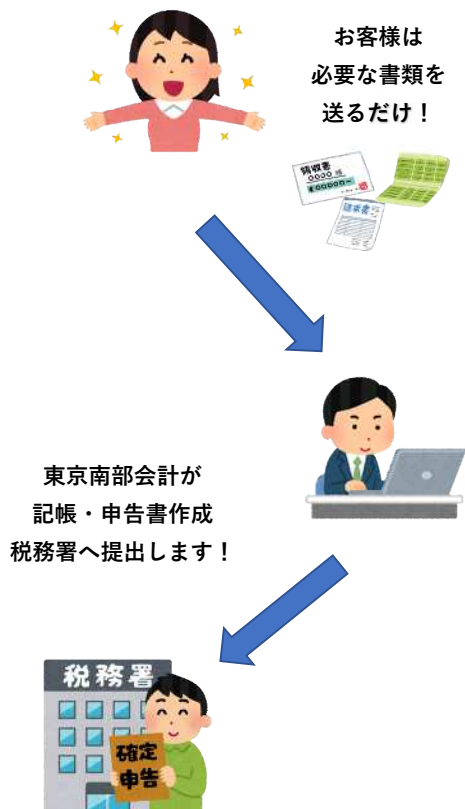 お客様は
必要な書類を
送るだけ!
領収書
0000 様
請求書
東京南部会計が
記帳・申告書作成
税務署へ提出します!
税務署
確定
申告